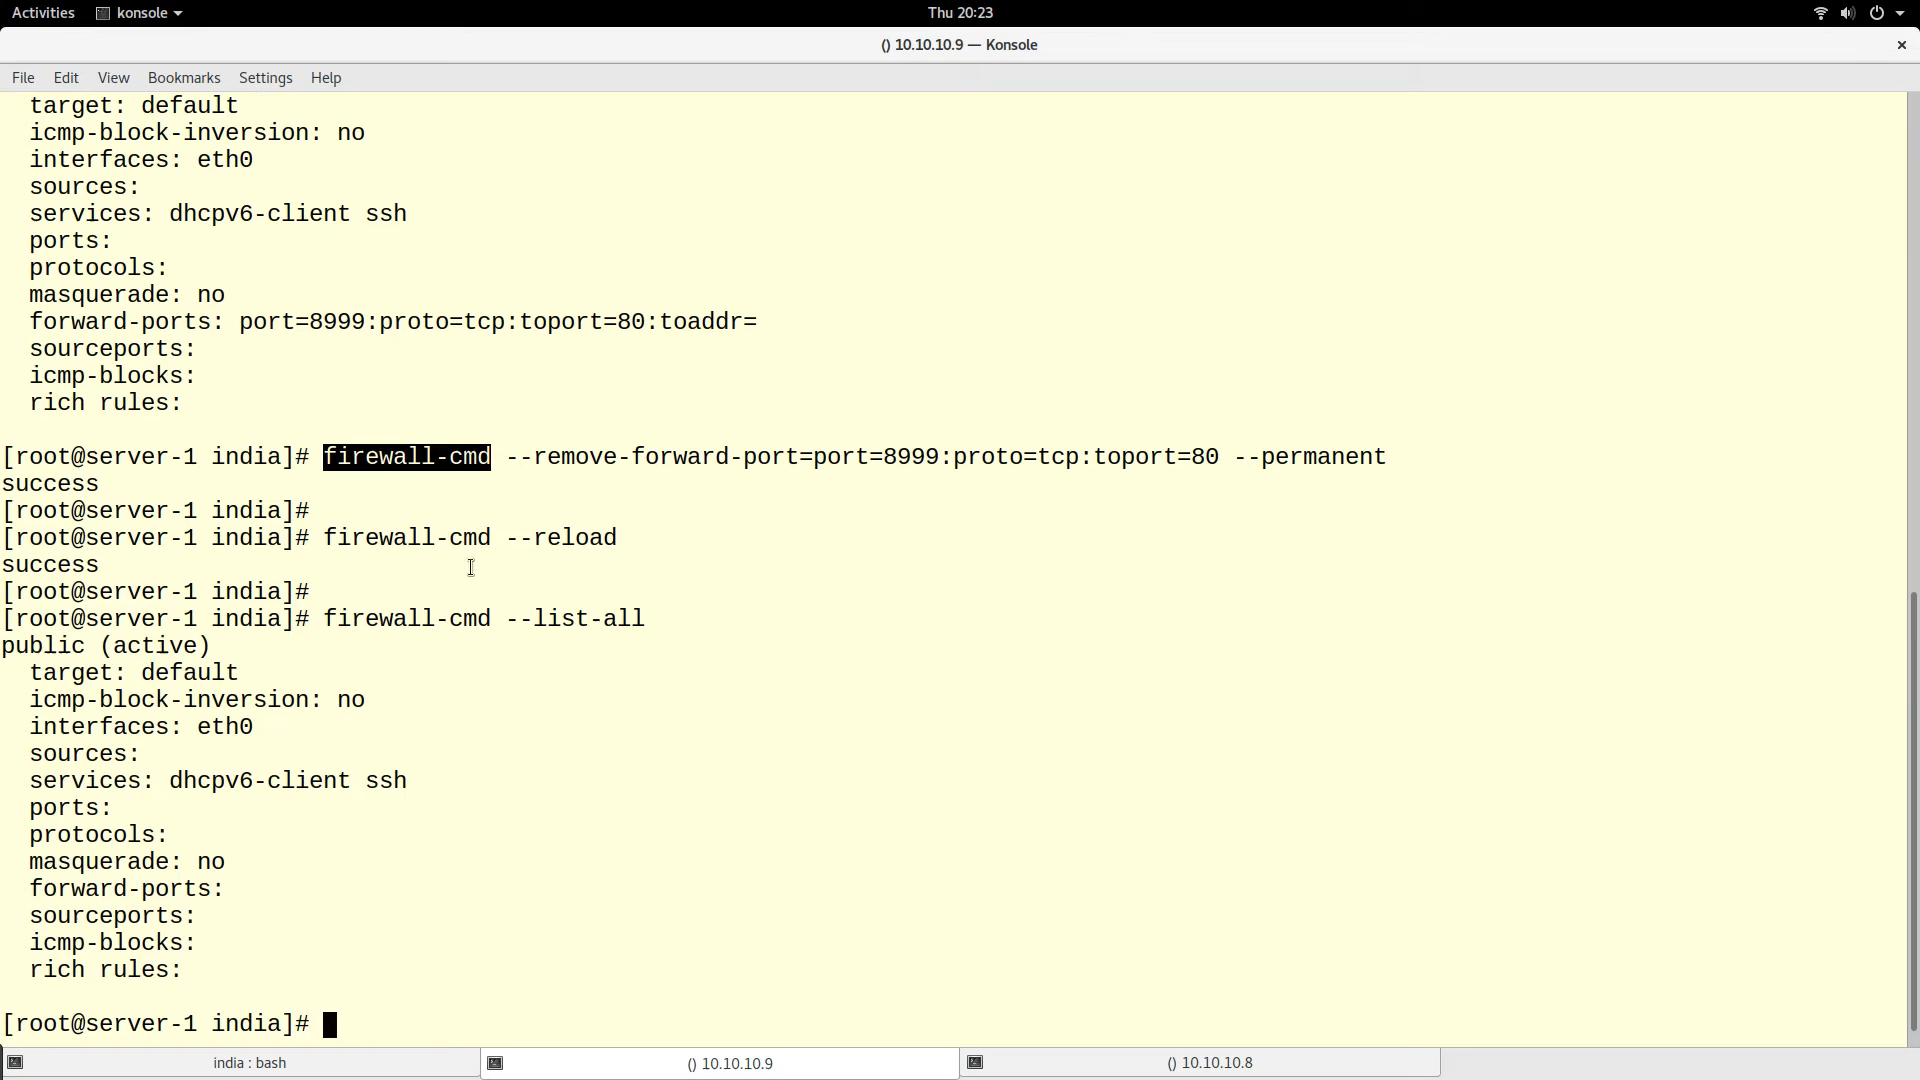 Activities konsole Thu 20:23
() 10.10.10.9 — Konsole
File Edit View Bookmarks Settings Help
target: default
icmp-block-inversion: no
interfaces: eth0
sources:
services: dhcpv6-client ssh
ports:
protocols:
masquerade: no
forward-ports: port=8999:proto=tcp:toport=80:toaddr=
sourceports:
icmp-blocks:
rich rules:
[root@server-1 india]# firewall-cmd --remove-forward-port=port=8999:proto=tcp:toport=80 --permanent
success
[root@server-1 india]#
[root@server-1 india]# firewall-cmd --reload
success
[root@server-1 india]#
[root@server-1 india]# firewall-cmd --list-all
public (active)
target: default
icmp-block-inversion: no
interfaces: eth0
sources:
services: dhcpv6-client ssh
ports:
protocols:
masquerade: no
forward-ports:
sourceports:
icmp-blocks:
rich rules:
[root@server-1 india]#
india : bash () 10.10.10.9 () 10.10.10.8